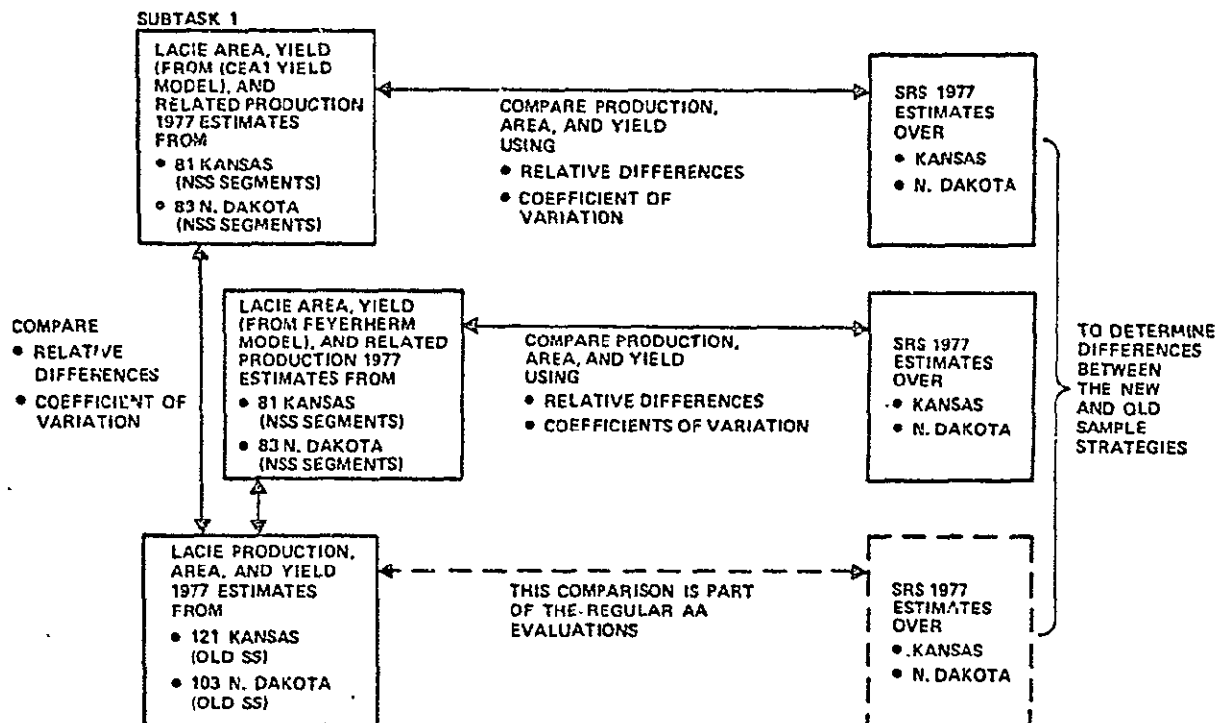 SUBTASK 1
LACIE AREA, YIELD
(FROM (CEA1 YIELD
MODEL), AND
RELATED PRODUCTION
1977 ESTIMATES
FROM
• 81 KANSAS
(NSS SEGMENTS)
• 83 N. DAKOTA
(NSS SEGMENTS)
COMPARE PRODUCTION,
AREA, AND YIELD
USING
• RELATIVE DIFFERENCES
• COEFFICIENT OF
VARIATION
SRS 1977
ESTIMATES
OVER
• KANSAS
• N. DAKOTA
COMPARE
• RELATIVE
DIFFERENCES
• COEFFICIENT OF
VARIATION
LACIE AREA, YIELD
(FROM FEYERHERM
MODEL), AND RELATED
PRODUCTION 1977
ESTIMATES FROM
• 81 KANSAS
(NSS SEGMENTS)
• 83 N. DAKOTA
(NSS SEGMENTS)
COMPARE PRODUCTION,
AREA, AND YIELD
USING
• RELATIVE DIFFERENCES
• COEFFICIENTS OF VARIATION
SRS 1977
ESTIMATES
OVER
• KANSAS
• N. DAKOTA
TO DETERMINE
DIFFERENCES
BETWEEN
THE NEW
AND OLD
SAMPLE
STRATEGIES
LACIE PRODUCTION,
AREA, AND YIELD
1977 ESTIMATES
FROM
• 121 KANSAS
(OLD SS)
• 103 N. DAKOTA
(OLD SS)
THIS COMPARISON IS PART
OF THE REGULAR AA
EVALUATIONS
SRS 1977
ESTIMATES
OVER
• KANSAS
• N. DAKOTA